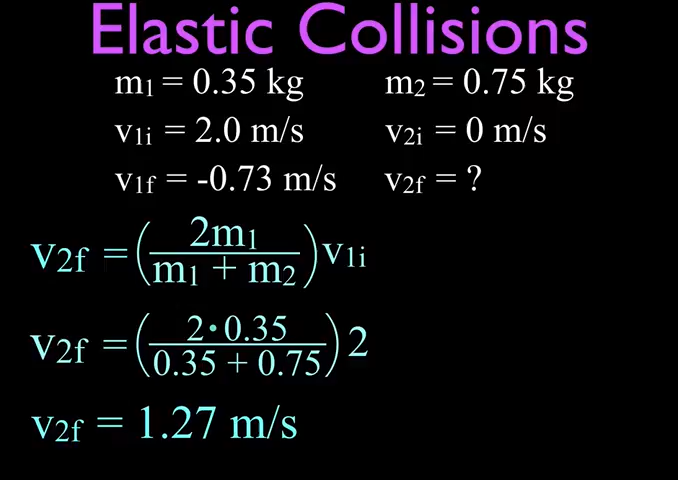 Elastic Collisions
m₁ = 0.35 kg m₂ = 0.75 kg
v₁ᵢ = 2.0 m/s v₂ᵢ = 0 m/s
v₁f = -0.73 m/s v₂f = ?
v₂f = (2m₁ / m₁ + m₂) v₁ᵢ
v₂f = (2·0.35 / 0.35 + 0.75) 2
v₂f = 1.27 m/s